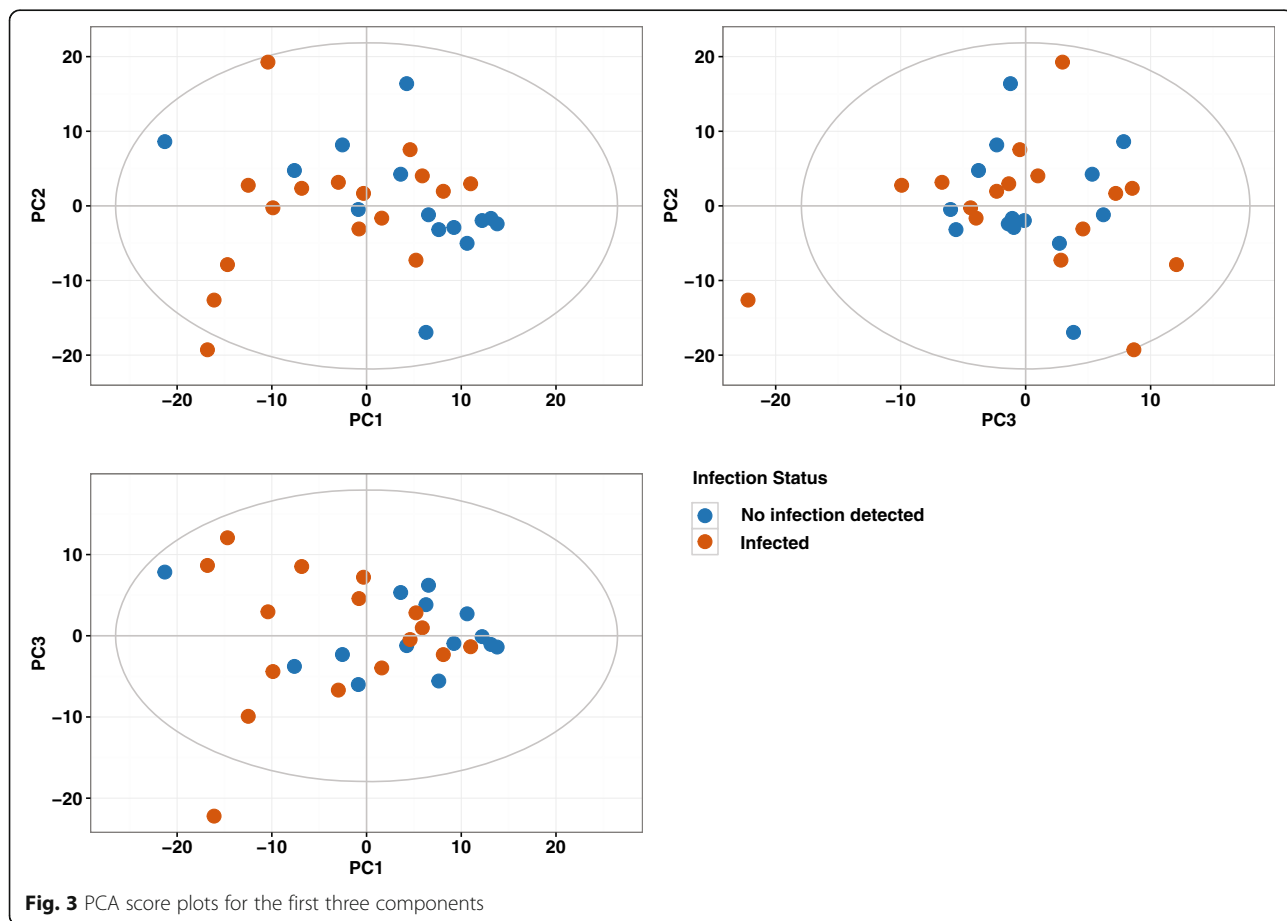 20
10
0
−10
−20
PC2
−20
−10
0
10
20
PC1
20
10
0
−10
−20
PC2
−20
−10
0
10
PC3
10
0
−10
−20
PC3
−20
−10
0
10
20
PC1
Infection Status
No infection detected
Infected
Fig. 3 PCA score plots for the first three components